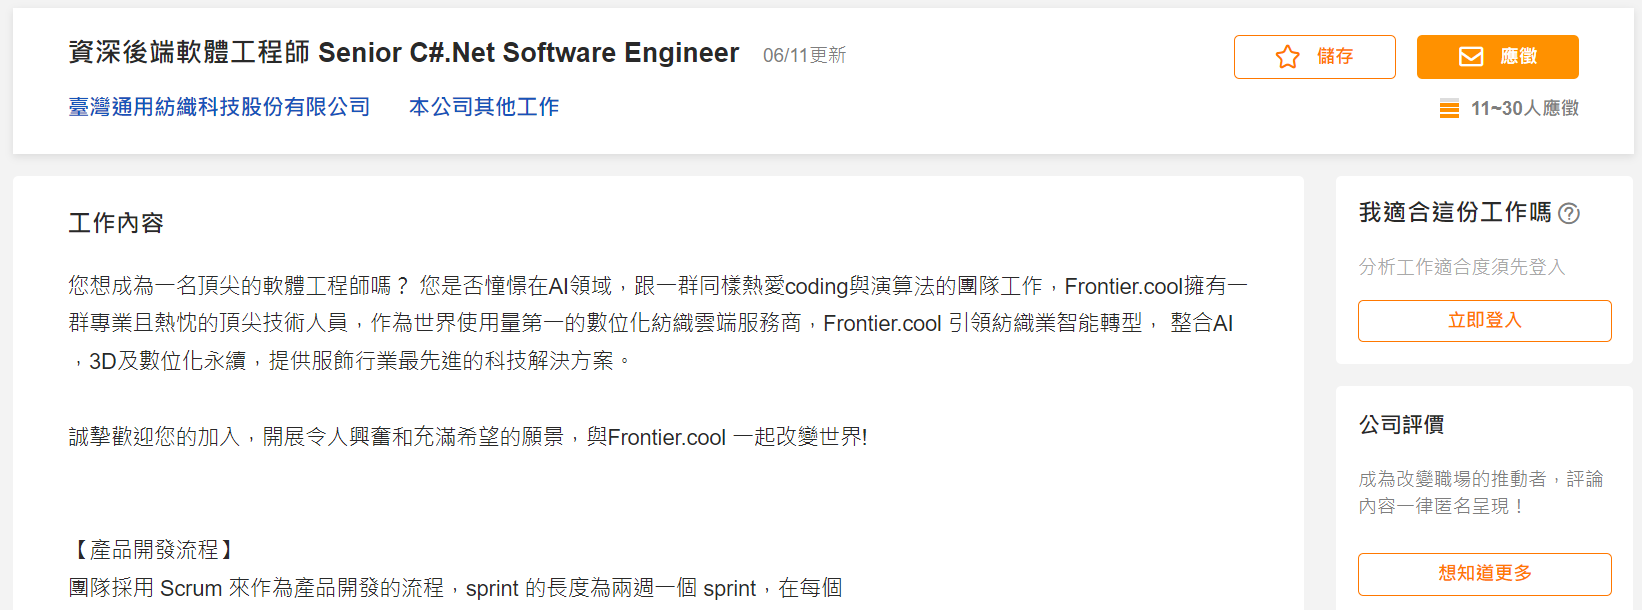 資深後端軟體工程師 Senior C#.Net Software Engineer 06/11更新
儲存
應徵
臺灣通用紡織科技股份有限公司 本公司其他工作
11~30人應徵
工作內容
您想成為一名頂尖的軟體工程師嗎？ 您是否憧憬在AI領域，跟一群同樣熱愛coding與演算法的團隊工作，Frontier.cool擁有一
群專業且熱忱的頂尖技術人員，作為世界使用量第一的數位化紡織雲端服務商，Frontier.cool 引領紡織業智能轉型， 整合AI
，3D及數位化永續，提供服飾行業最先進的科技解決方案。
誠摯歡迎您的加入，開展令人興奮和充滿希望的願景，與Frontier.cool 一起改變世界!
【產品開發流程】
團隊採用 Scrum 來作為產品開發的流程，sprint 的長度為兩週一個 sprint，在每個
我適合這份工作嗎
分析工作適合度須先登入
立即登入
公司評價
成為改變職場的推動者，評論
內容一律匿名呈現！
想知道更多